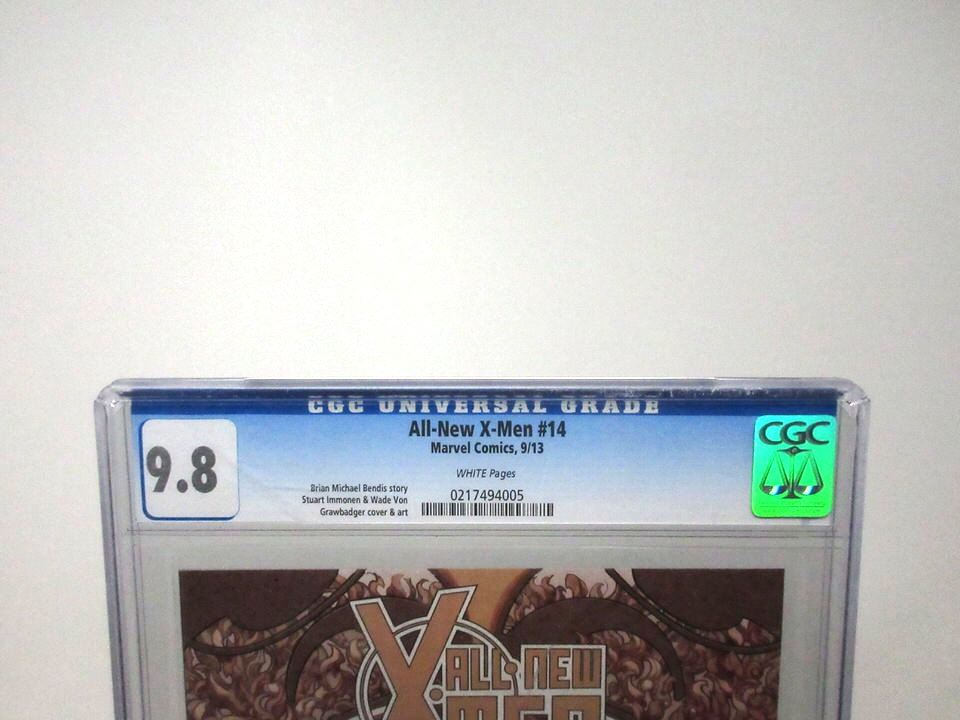 CGC UNIVERSAL GRADE
All-New X-Men #14
Marvel Comics, 9/13
9.8
WHITE Pages
Brian Michael Bendis story
Stuart Immonen & Wade Von
Grawbadger cover & art
0217494005
CGC
X
ALL·NEW
X·MEN